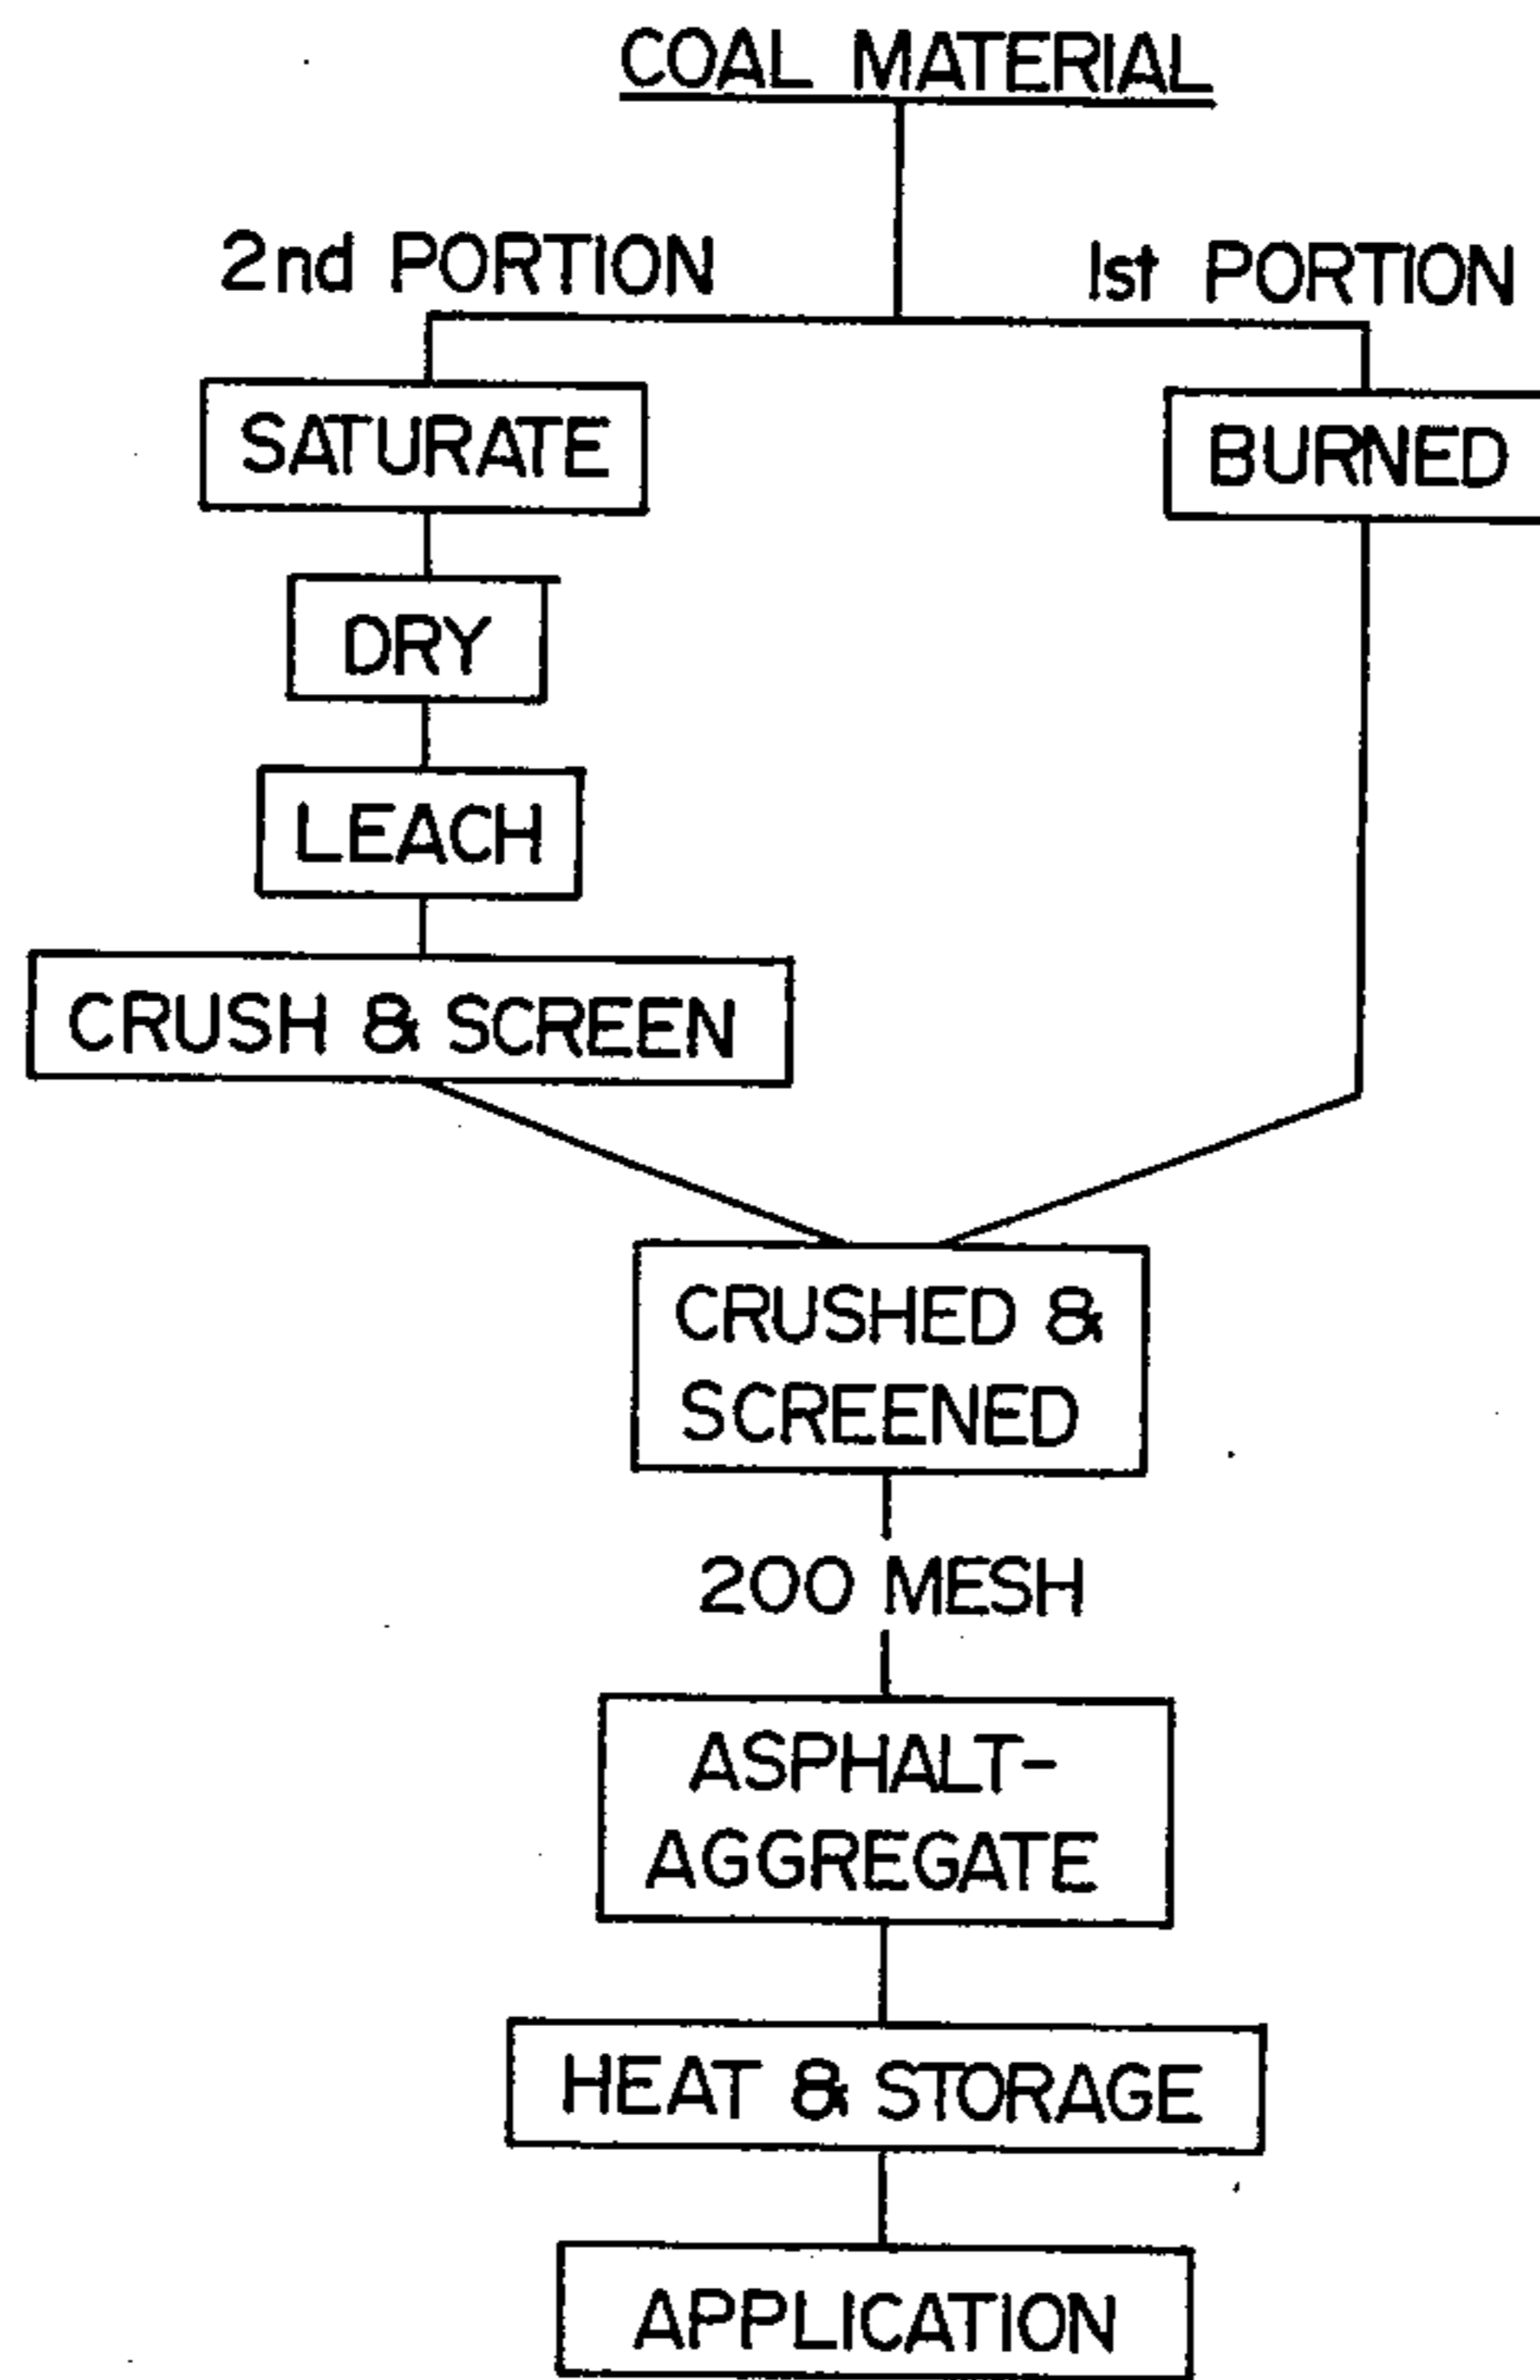 COAL MATERIAL
2nd PORTION
1st PORTION
SATURATE
BURNED
DRY
LEACH
CRUSH & SCREEN
CRUSHED &
SCREENED
200 MESH
ASPHALT-
AGGREGATE
HEAT & STORAGE
APPLICATION